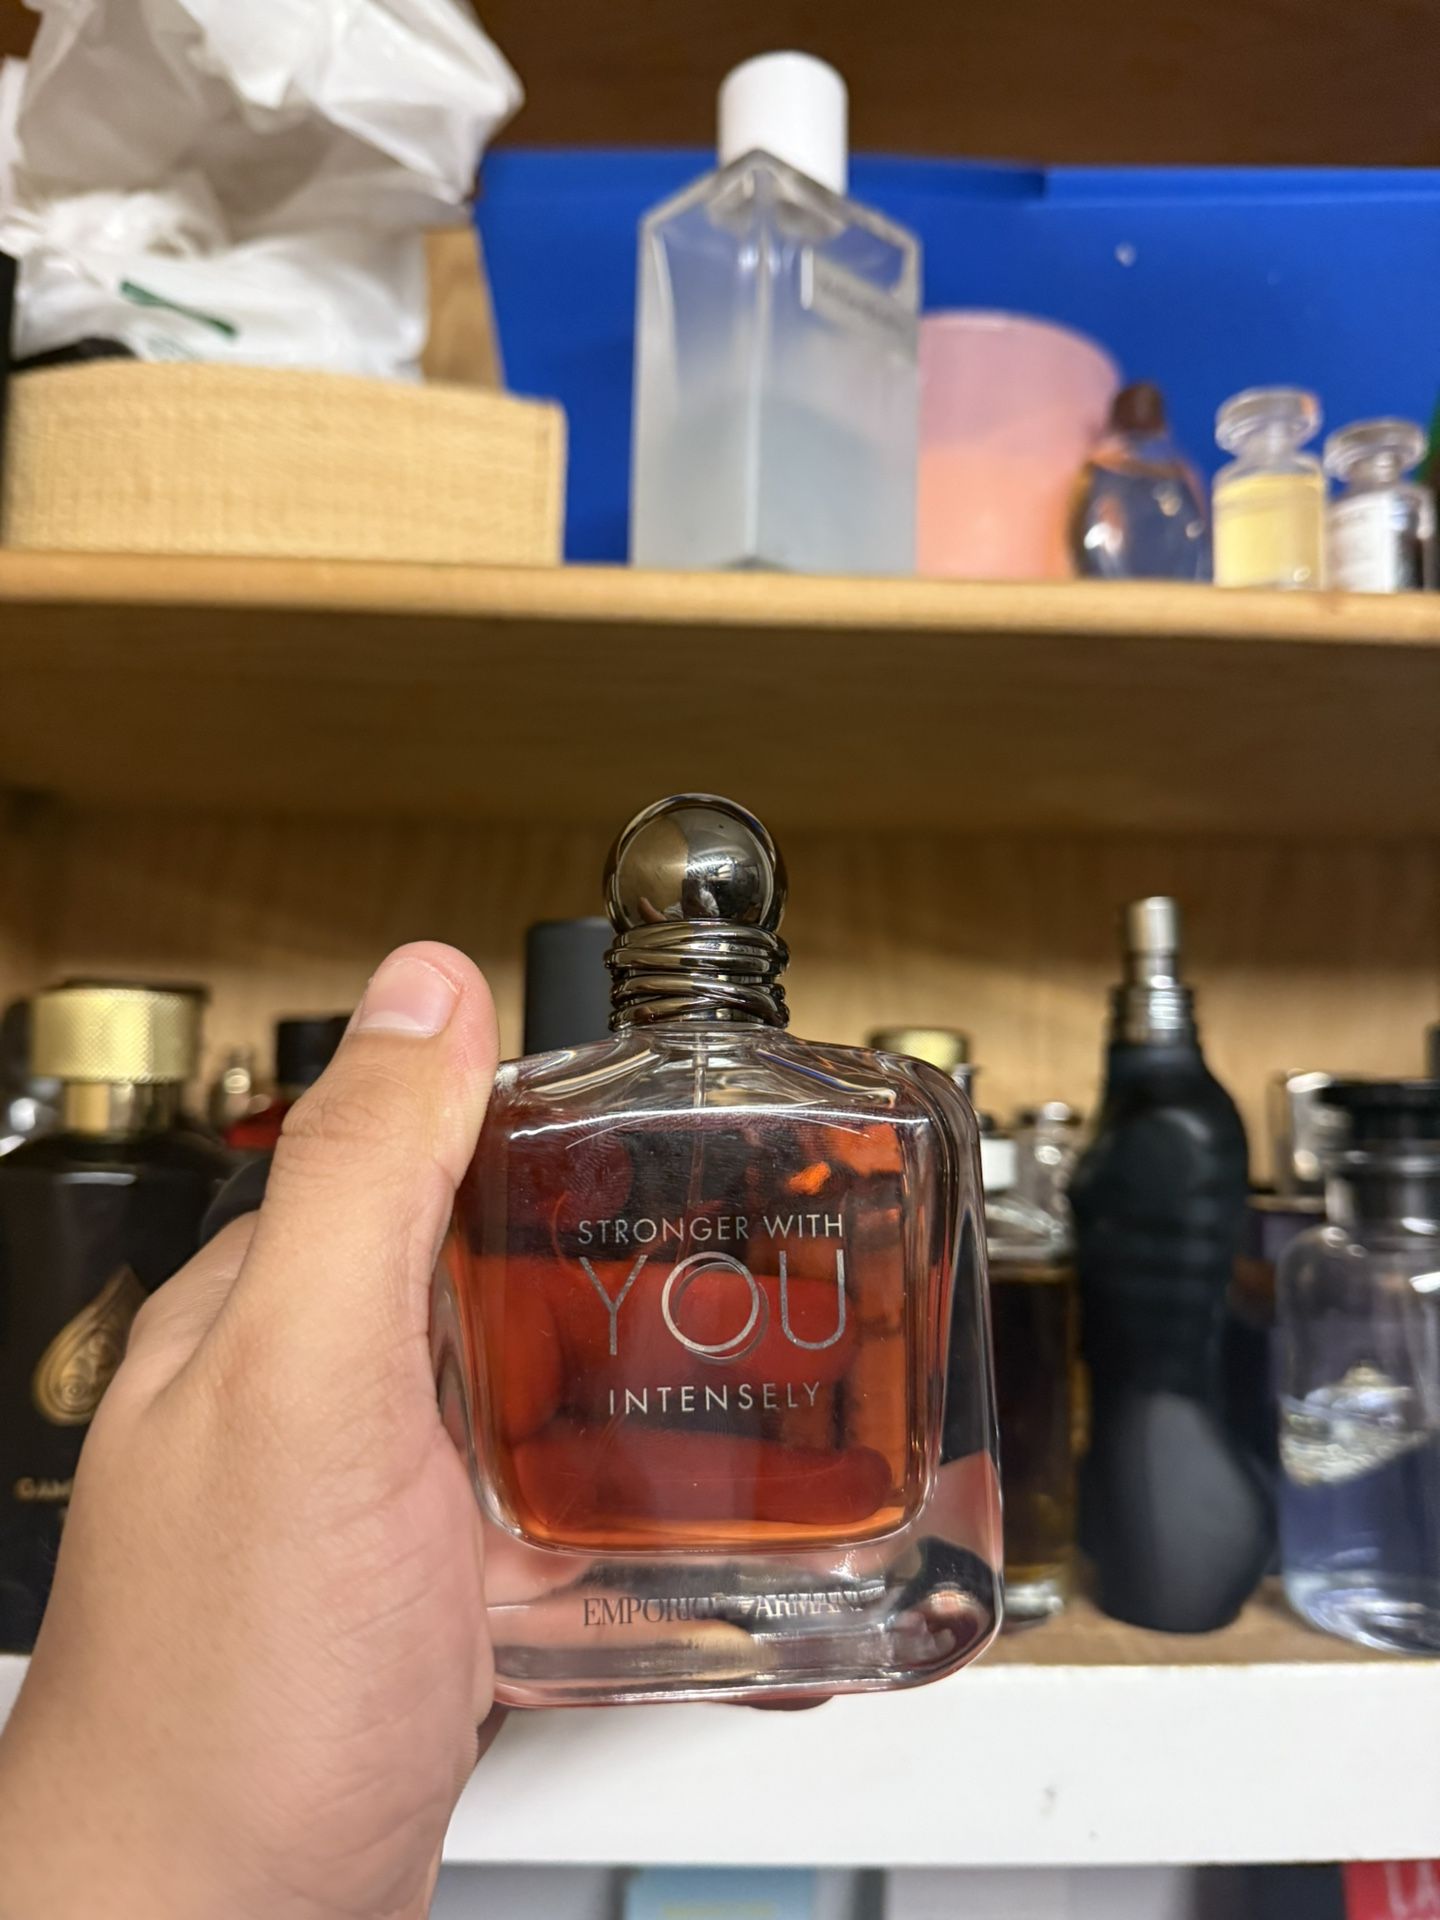 STRONGER WITH
YOU
INTENSELY
EMPORIO ARMANI